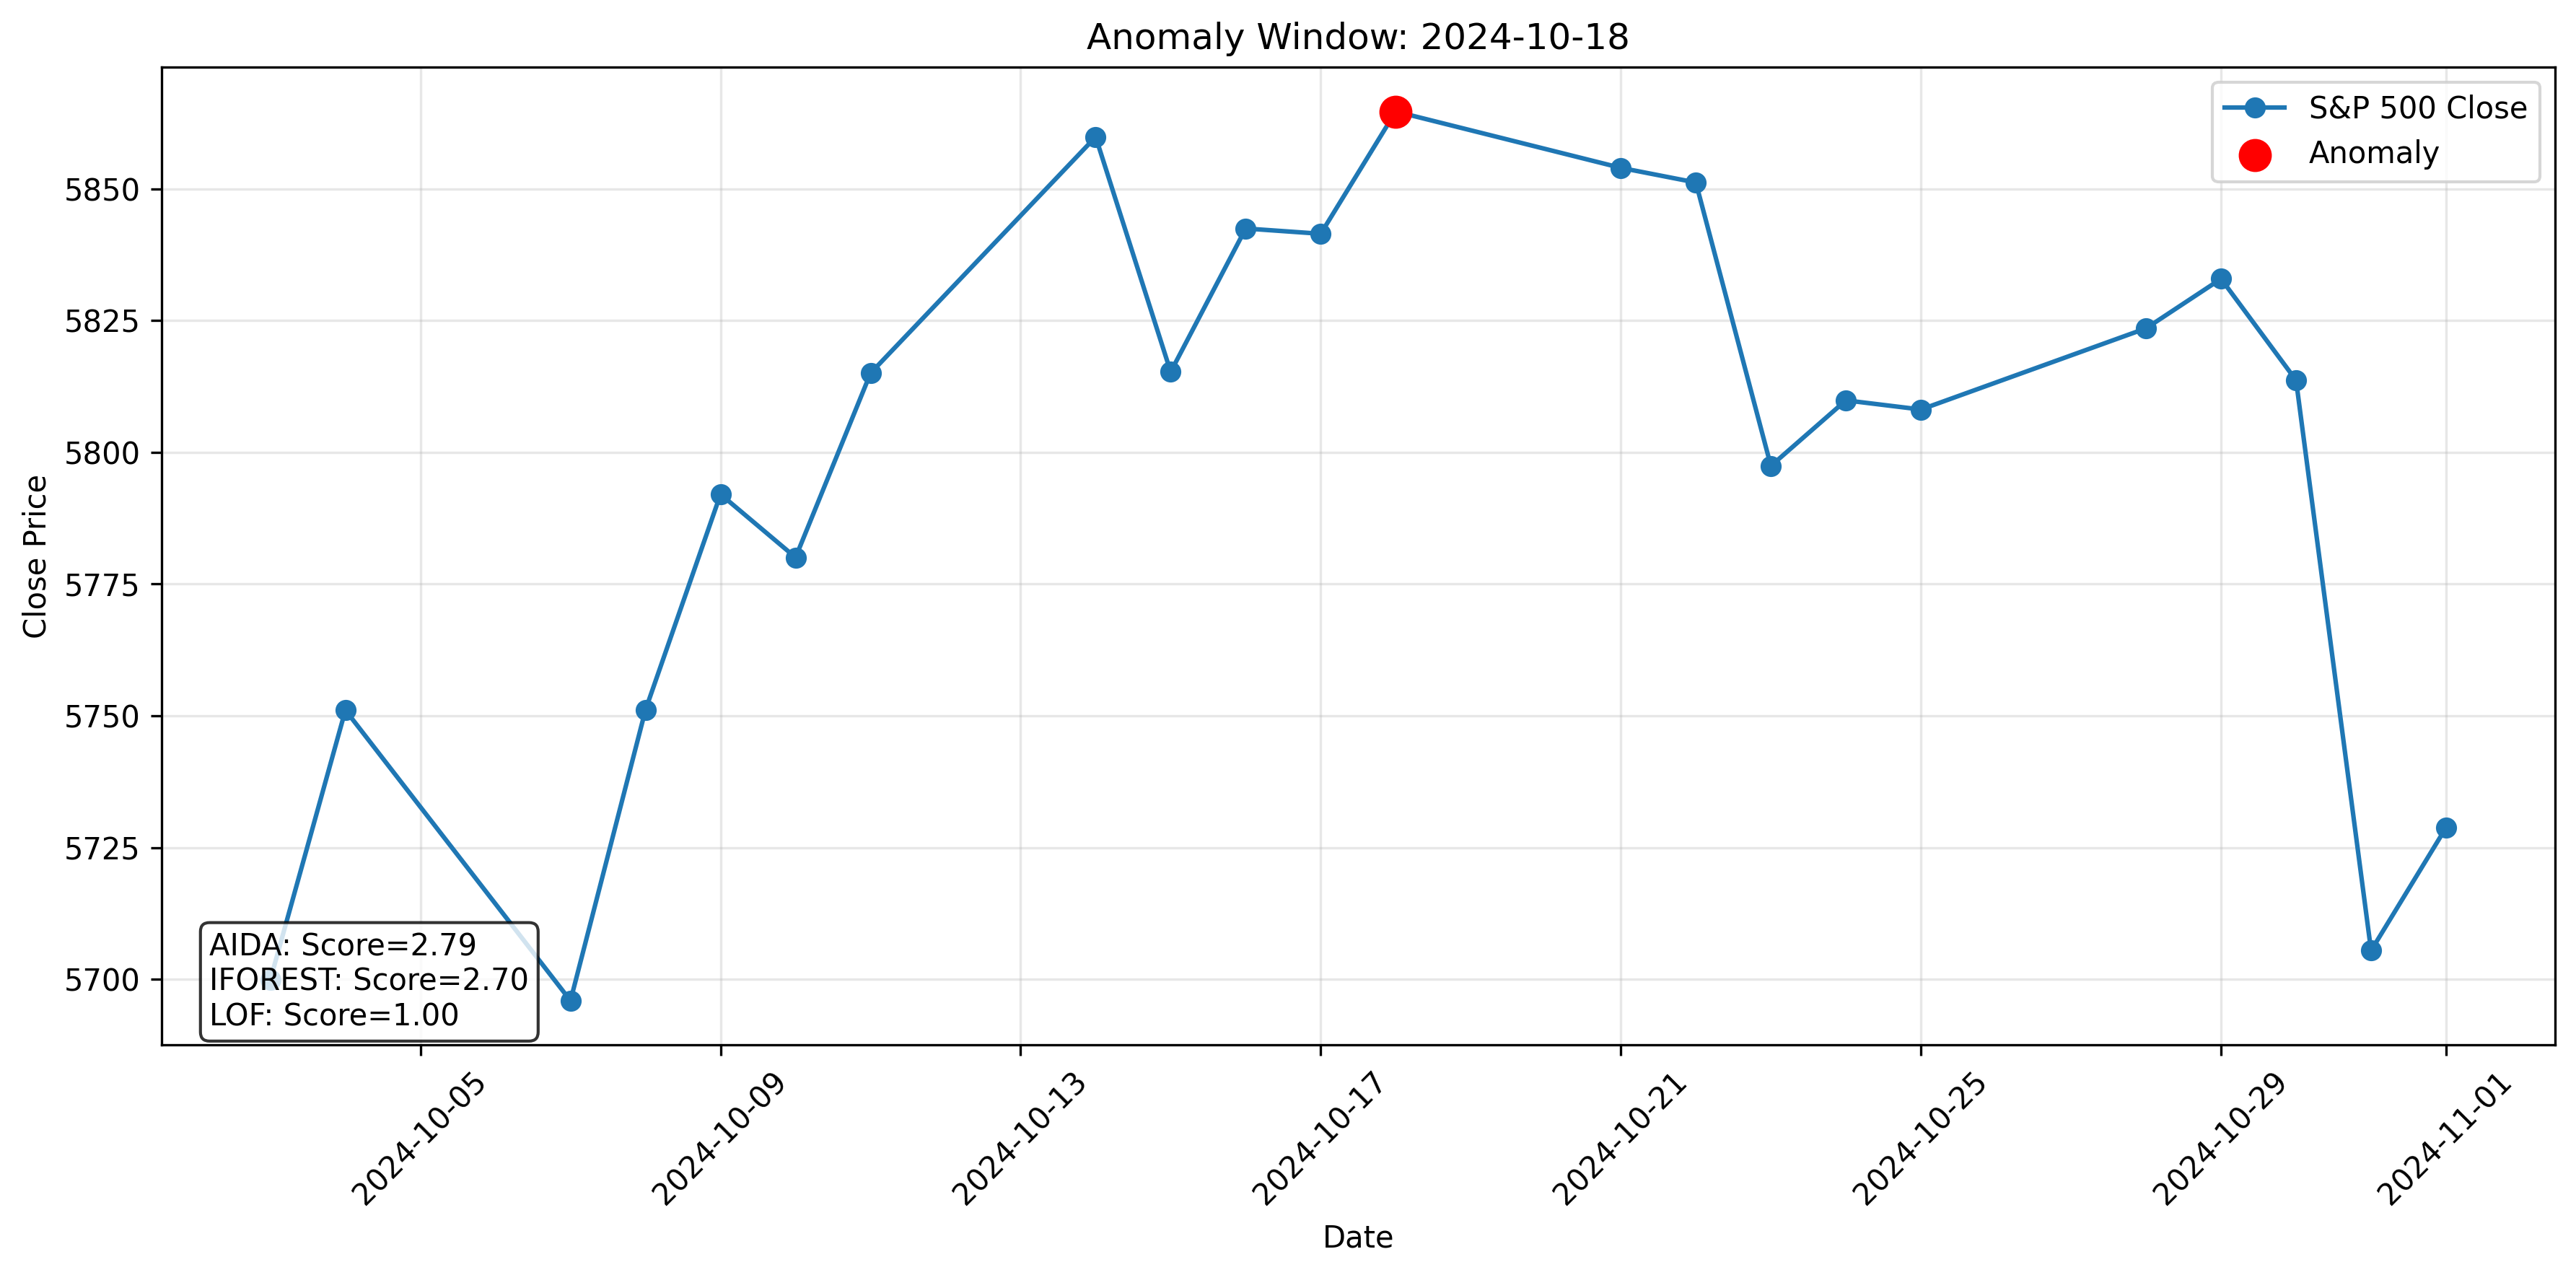 Anomaly Window: 2024-10-18
S&P 500 Close
Anomaly
5850
5825
5800
5775
5750
5725
5700
Close Price
AIDA: Score=2.79
IFOREST: Score=2.70
LOF: Score=1.00
2024-10-05
2024-10-09
2024-10-13
2024-10-17
2024-10-21
2024-10-25
2024-10-29
2024-11-01
Date